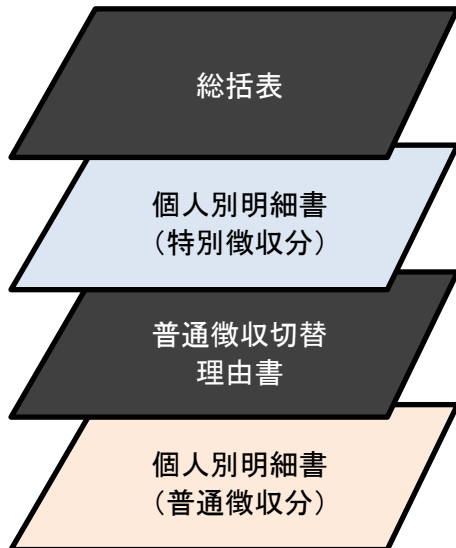 総括表
個人別明細書
（特別徴収分）
普通徴収切替
理由書
個人別明細書
（普通徴収分）